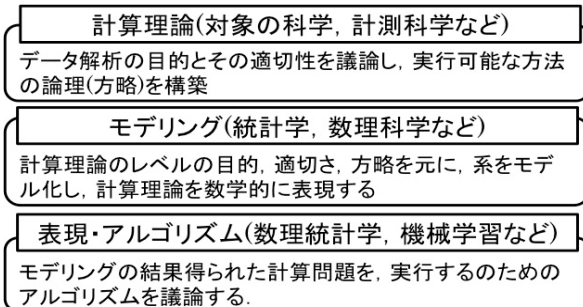 計算理論(対象の科学, 計測科学など)
データ解析の目的とその適切性を議論し, 実行可能な方法
の論理(方略)を構築
モデリング(統計学, 数理科学など)
計算理論のレベルの目的, 適切さ, 方略を元に, 系をモデ
ル化し, 計算理論を数学的に表現する
表現・アルゴリズム(数理統計学, 機械学習など)
モデリングの結果得られた計算問題を, 実行するのための
アルゴリズムを議論する.